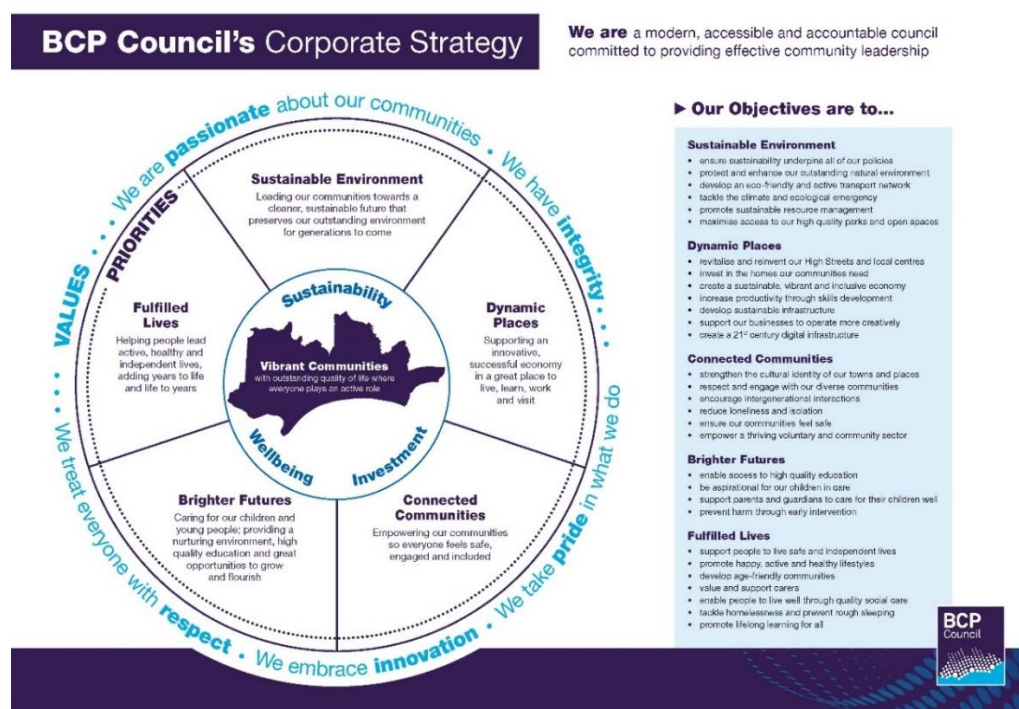 BCP Council's Corporate Strategy
We are a modern, accessible and accountable council
committed to providing effective community leadership
VALUES • • • • We are passionate about our communities • We have integrity • • • •
We take pride in what we do
• We embrace innovation •
We treat everyone with respect •
PRIORITIES
Sustainable Environment
Leading our communities towards a
cleaner, sustainable future that
preserves our outstanding environment
for generations to come
Dynamic
Places
Supporting an
innovative,
successful economy
in a great place to
live, learn, work
and visit
Connected
Communities
Empowering our communities
so everyone feels safe,
engaged and included
Brighter Futures
Caring for our children and
young people; providing a
nurturing environment, high
quality education and great
opportunities to grow
and flourish
Fulfilled
Lives
Helping people lead
active, healthy and
independent lives,
adding years to life
and life to years
Sustainability
Vibrant Communities
with outstanding quality of life where
everyone plays an active role
Wellbeing
Investment
► Our Objectives are to...
Sustainable Environment
• ensure sustainability underpins all of our policies
• protect and enhance our outstanding natural environment
• develop an eco-friendly and active transport network
• tackle the climate and ecological emergency
• promote sustainable resource management
• maximise access to our high quality parks and open spaces
Dynamic Places
• revitalise and reinvent our High Streets and local centres
• invest in the homes our communities need
• create a sustainable, vibrant and inclusive economy
• increase productivity through skills development
• develop sustainable infrastructure
• support our businesses to operate more creatively
• create a 21st century digital infrastructure
Connected Communities
• strengthen the cultural identity of our towns and places
• respect and engage with our diverse communities
• encourage intergenerational interactions
• reduce loneliness and isolation
• ensure our communities feel safe
• empower a thriving voluntary and community sector
Brighter Futures
• enable access to high quality education
• be aspirational for our children in care
• support parents and guardians to care for their children well
• prevent harm through early intervention
Fulfilled Lives
• support people to live safe and independent lives
• promote happy, active and healthy lifestyles
• develop age-friendly communities
• value and support carers
• enable people to live well through quality social care
• tackle homelessness and prevent rough sleeping
• promote lifelong learning for all
BCP
Council